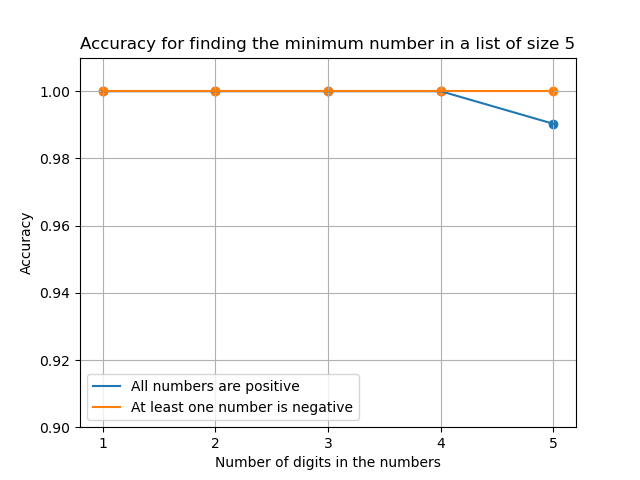 Accuracy for finding the minimum number in a list of size 5
1.00
0.98
0.96
0.94
0.92
0.90
Accuracy
All numbers are positive
At least one number is negative
1 2 3 4 5
Number of digits in the numbers